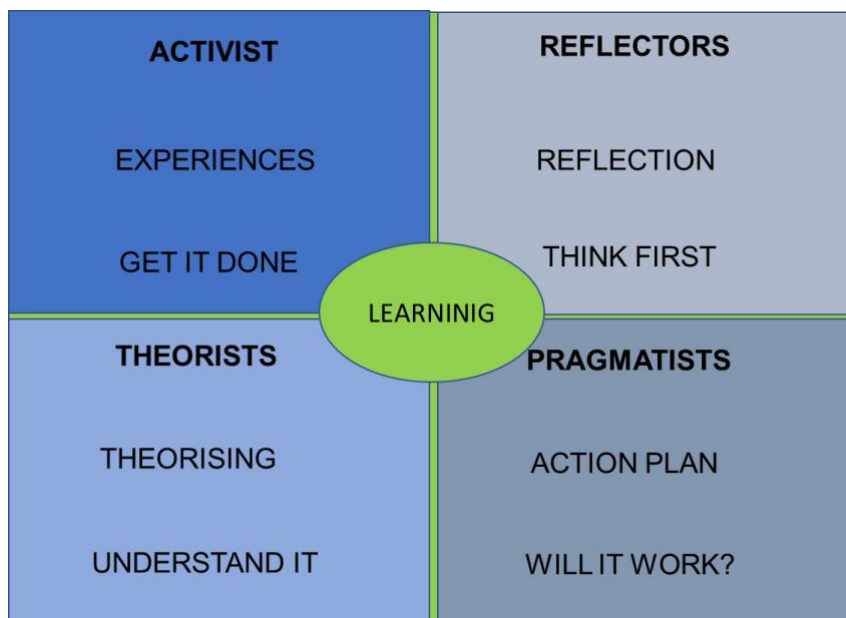 ACTIVIST
EXPERIENCES
GET IT DONE
REFLECTORS
REFLECTION
THINK FIRST
LEARNINIG
THEORISTS
THEORISING
UNDERSTAND IT
PRAGMATISTS
ACTION PLAN
WILL IT WORK?